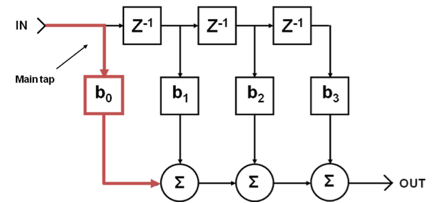 IN
Z-1 Z-1 Z-1
Main tap
b0 b1 b2 b3
Σ Σ Σ OUT